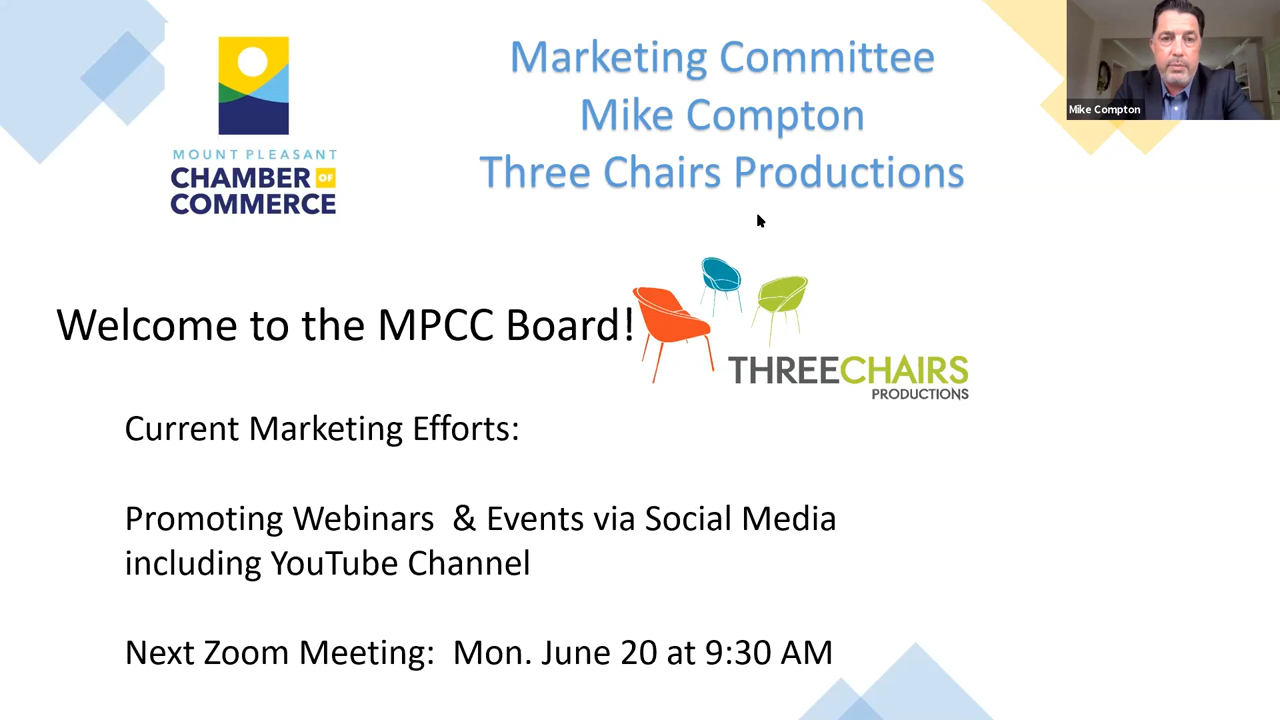 Marketing Committee
Mike Compton
Three Chairs Productions
Mike Compton
MOUNT PLEASANT
CHAMBER OF
COMMERCE
Welcome to the MPCC Board!
THREECHAIRS
PRODUCTIONS
Current Marketing Efforts:
Promoting Webinars & Events via Social Media
including YouTube Channel
Next Zoom Meeting: Mon. June 20 at 9:30 AM